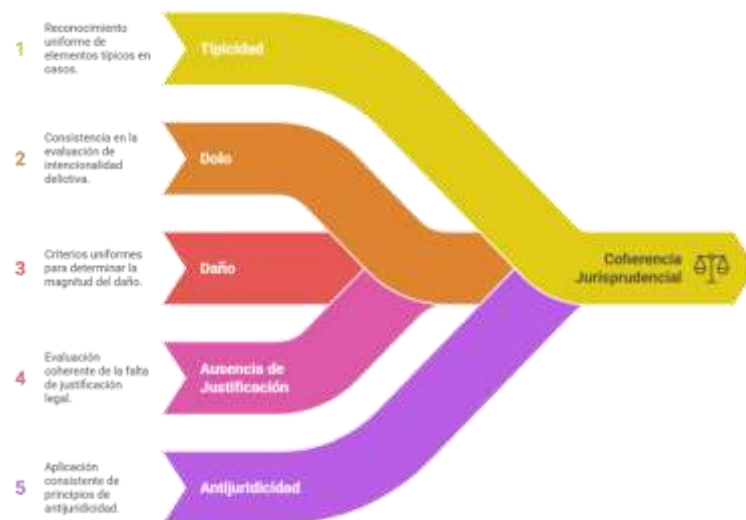 1
Reconocimiento
uniforme de
elementos típicos en
casos.
Tipicidad
2
Consistencia en la
evaluación de
intencionalidad
delictiva.
Dolo
3
Criterios uniformes
para determinar la
magnitud del daño.
Daño
Coherencia
Jurisprudencial
4
Evaluación
coherente de la falta
de justificación
legal.
Ausencia de
Justificación
5
Aplicación
consistente de
principios de
antijuridicidad.
Antijuridicidad